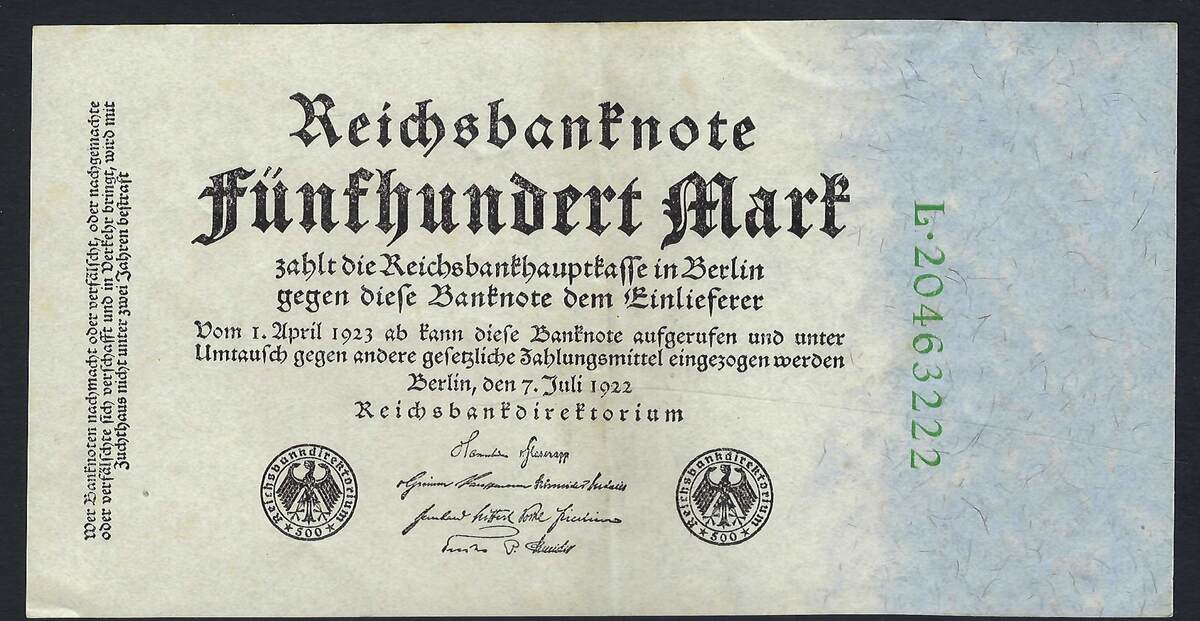 Reichsbanknote
Fünfhundert Mark
zahlt die Reichsbankhauptkasse in Berlin
gegen diese Banknote dem Einlieferer
Vom 1. April 1923 ab kann diese Banknote aufgerufen und unter
Umtausch gegen andere gesetzliche Zahlungsmittel eingezogen werden
Berlin, den 7. Juli 1922
Reichsbankdirektorium
Reichsbankdirektorium
500
Reichsbankdirektorium
500
Wer Banknoten nachmacht oder verfälscht, oder nachgemachte
oder verfälschte sich verschafft und in Verkehr bringt, wird mit
Zuchthaus nicht unter zwei Jahren bestraft
L·20463222